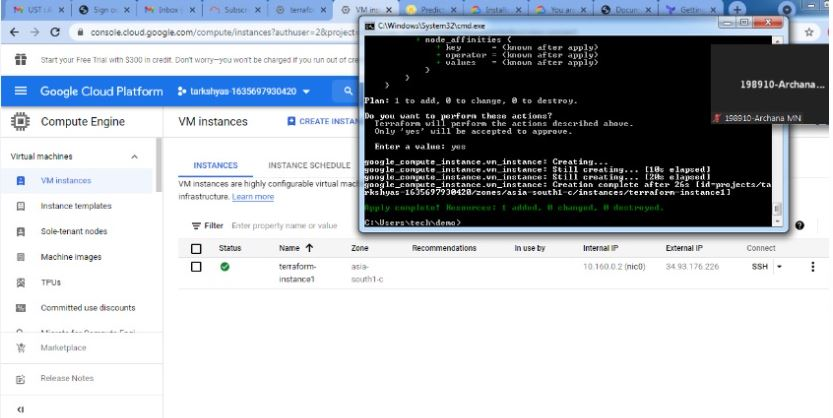 UST : A
Sign o
Inbox
Subscri
terrafo
VM ins
Predic
Installa
You ar
Docum
Getting
console.cloud.google.com/compute/instances?authuser=2&project=
Start your Free Trial with $300 in credit. Don't worry—you won't be charged if you run out of cre
Google Cloud Platform
tarkshyas-1635697930420
Compute Engine
VM instances
CREATE INSTAN
Virtual machines
VM instances
Instance templates
Sole-tenant nodes
Machine images
TPUs
Committed use discounts
Marketplace
Release Notes
INSTANCES
INSTANCE SCHEDULE
VM instances are highly configurable virtual machi
infrastructure. Learn more
Filter Enter property name or value
Status Name Zone Recommendations In use by Internal IP External IP Connect
terraform-instance1 asia-south1-c 10.160.0.2 (nic0) 34.93.176.226 SSH
C:\Windows\System32\cmd.exe
+ node_affinities {
+ key = (known after apply)
+ operator = (known after apply)
+ values = (known after apply)
}
}
}
Plan: 1 to add, 0 to change, 0 to destroy.
Do you want to perform these actions?
Terraform will perform the actions described above.
Only 'yes' will be accepted to approve.
Enter a value: yes
google_compute_instance.vm_instance: Creating...
google_compute_instance.vm_instance: Still creating... [10s elapsed]
google_compute_instance.vm_instance: Still creating... [20s elapsed]
google_compute_instance.vm_instance: Creation complete after 26s [id=projects/ta
rkshyas-1635697930420/zones/asia-south1-c/instances/terraform-instance1]
Apply complete! Resources: 1 added, 0 changed, 0 destroyed.
C:\Users\tech\demo>
198910-Archana...
198910-Archana MN